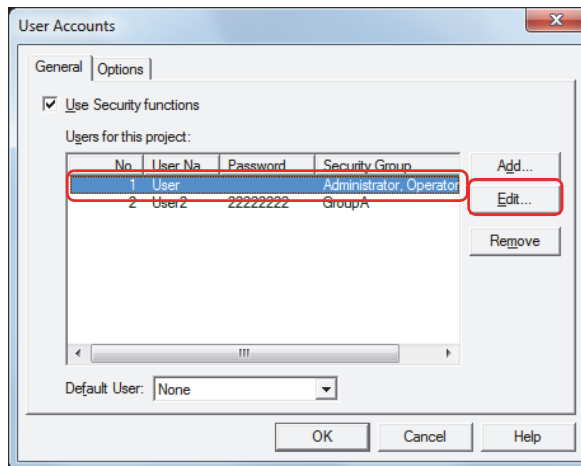 User Accounts
General Options
Use Security functions
Users for this project:
No User Na Password Security Group
1 User Administrator, Operator
2 User2 22222222 GroupA
Add...
Edit...
Remove
Default User: None
OK Cancel Help